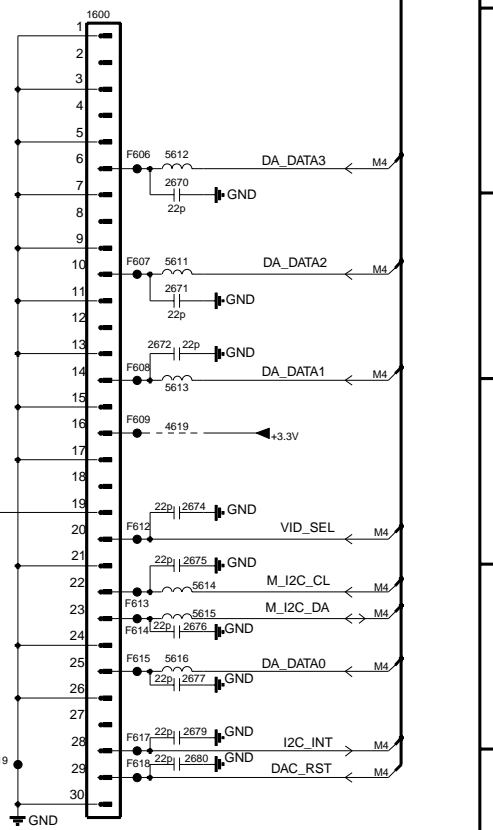 1600
1
2
3
4
5
6 F606 5612 DA_DATA3 M4
2670 GND
7 22p
8
9
10 F607 5611 DA_DATA2 M4
2671 GND
11 22p
12
13 2672 22p GND
14 F608 5613 DA_DATA1 M4
15
16 F609 4619 +3.3V
17
18
19 22p 2674 GND
20 F612 VID_SEL M4
21 22p 2675 GND
22 F613 5614 M_I2C_CL M4
23 F614 5615 M_I2C_DA M4
22p 2676 GND
24
25 F615 5616 DA_DATA0 M4
22p 2677 GND
26
27
22p 2679 GND
28 F617 I2C_INT M4
22p 2680 GND
29 F618 DAC_RST M4
9
30
GND